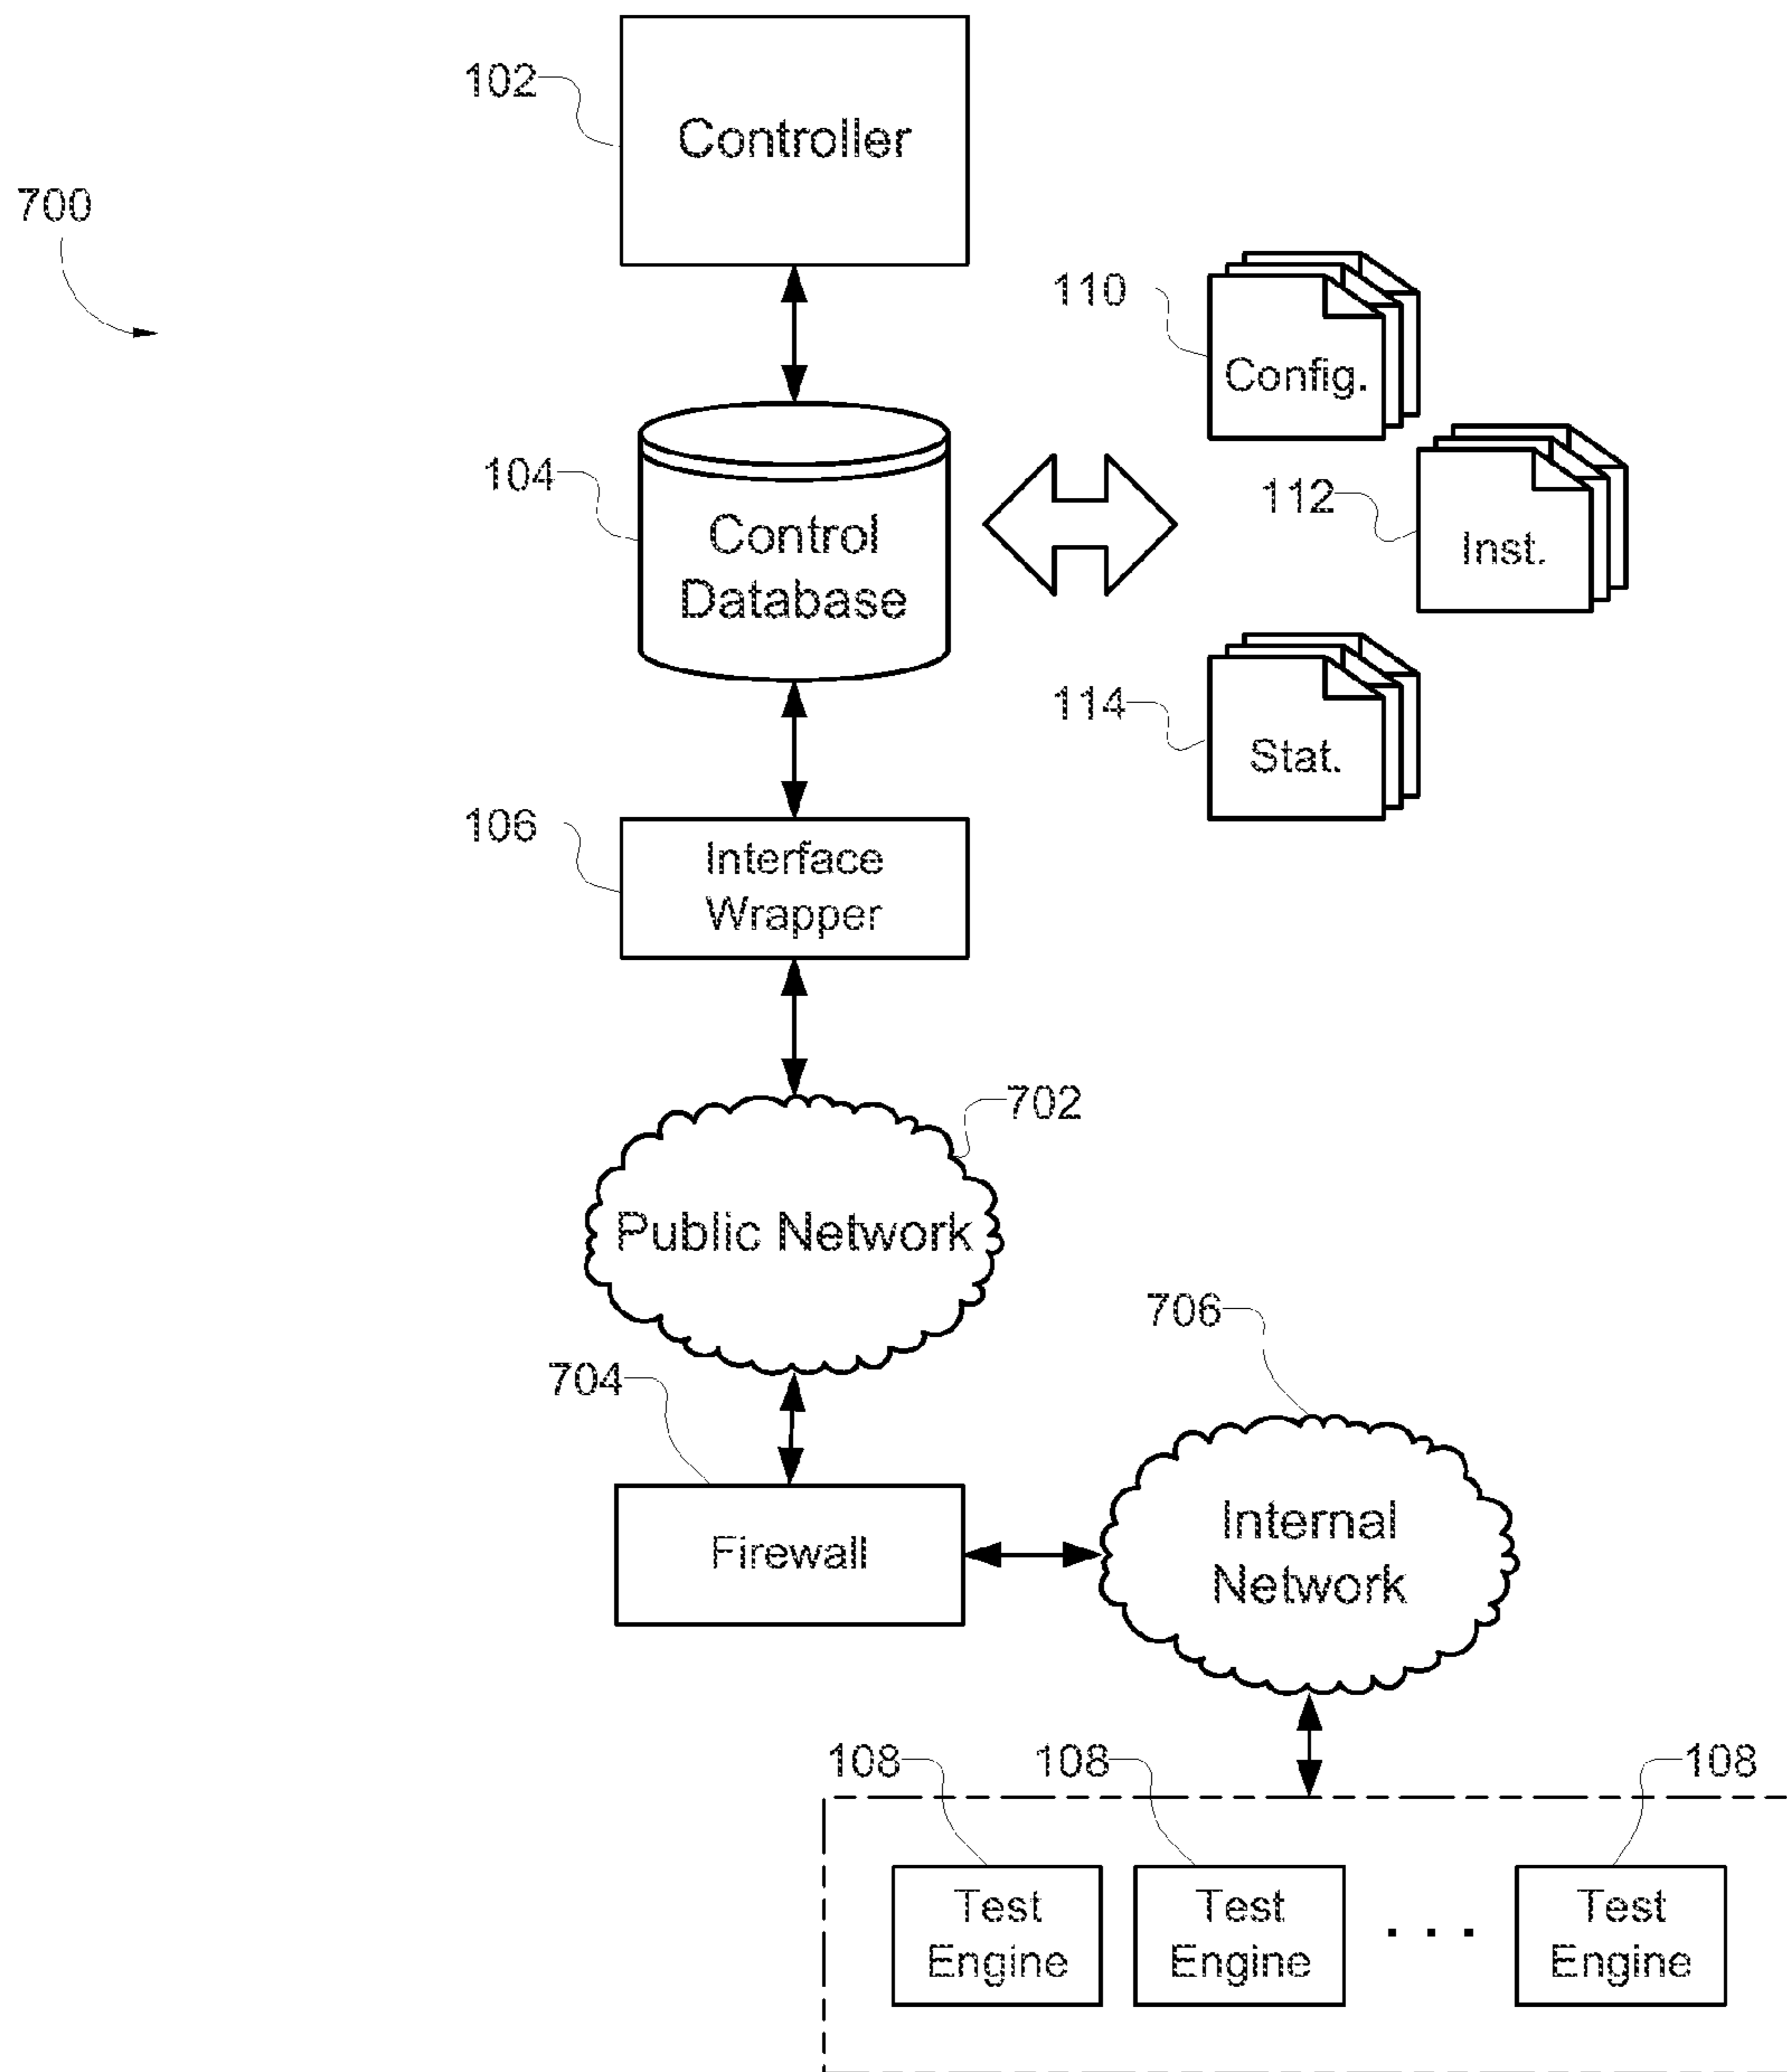 102
Controller
700
110
Config.
104
Control
Database
112
Inst.
114
Stat.
106
Interface
Wrapper
702
Public Network
706
704
Internal
Network
Firewall
108
108
108
Test
Engine
Test
Engine
. . .
Test
Engine